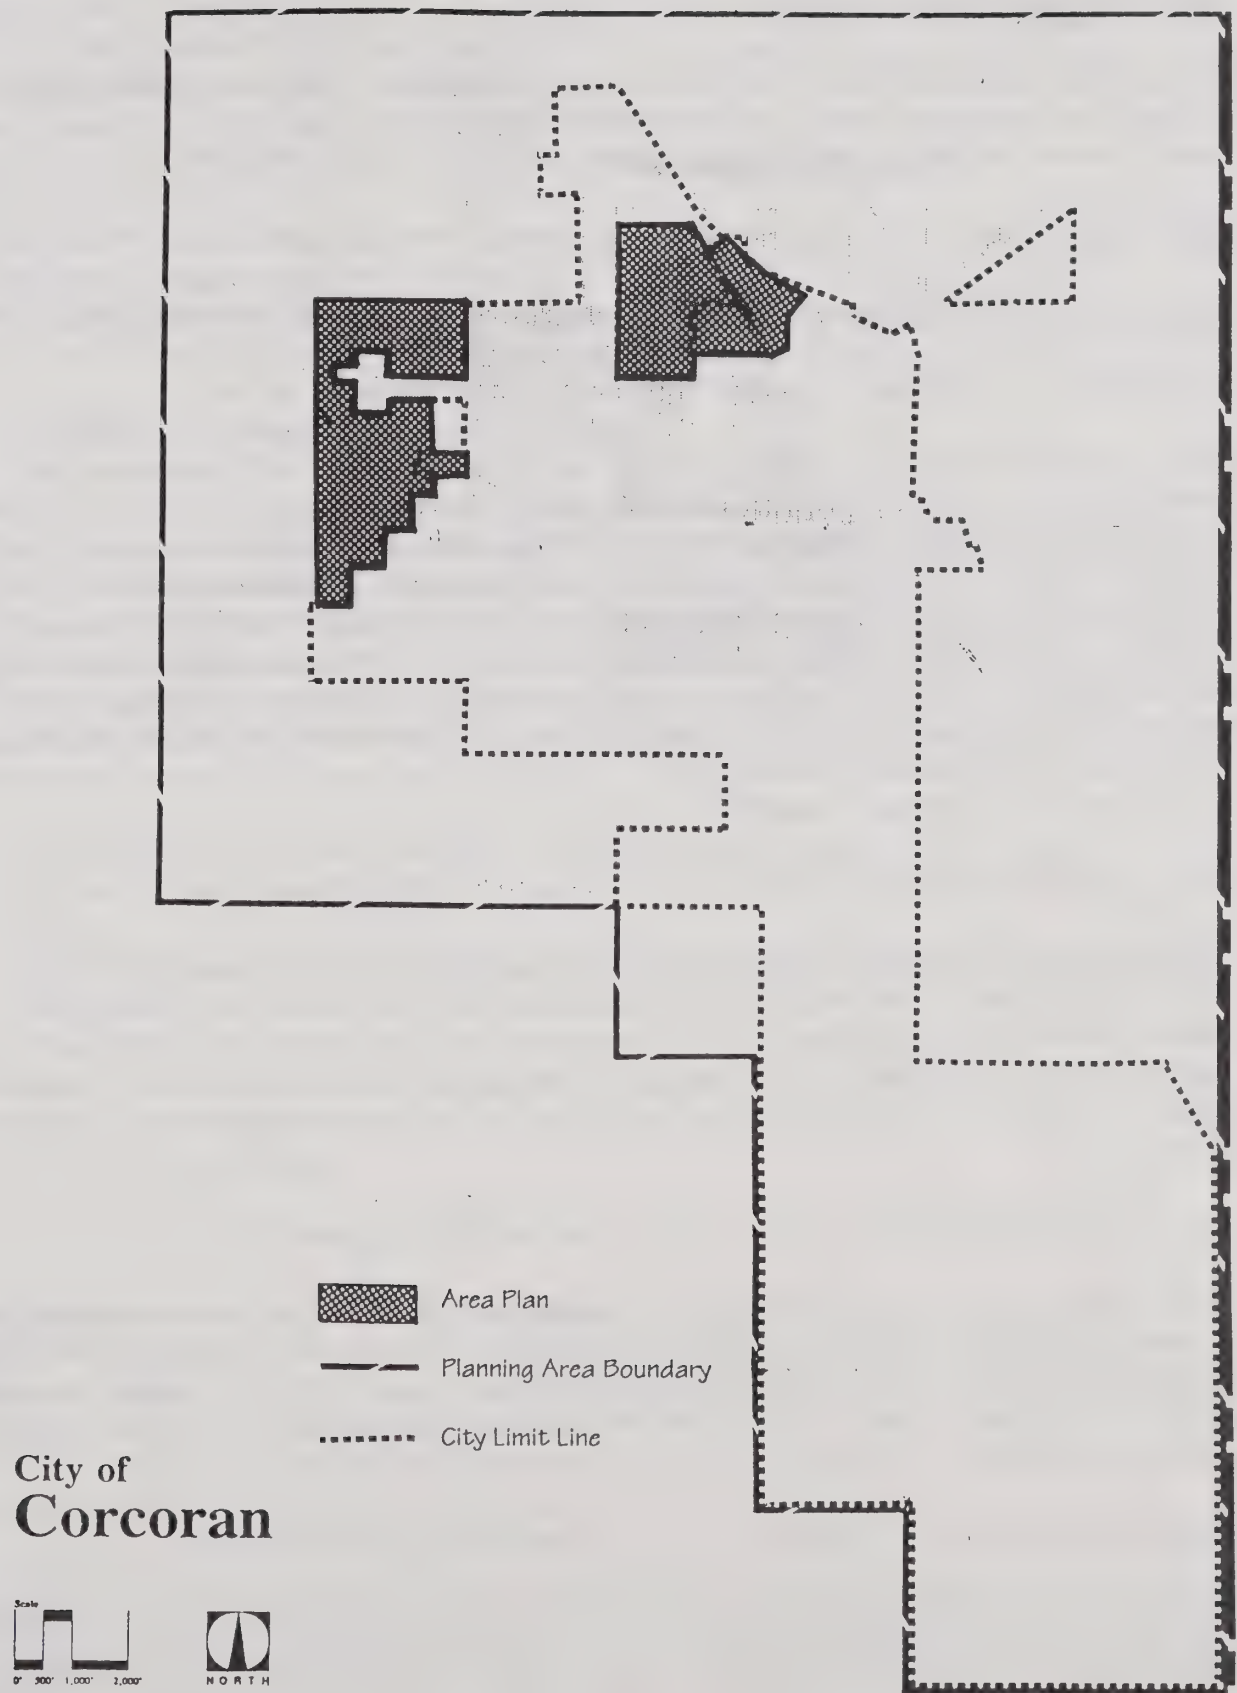 Area Plan
Planning Area Boundary
City Limit Line
City of
Corcoran
Scale
0' 500' 1,000' 2,000'
NORTH